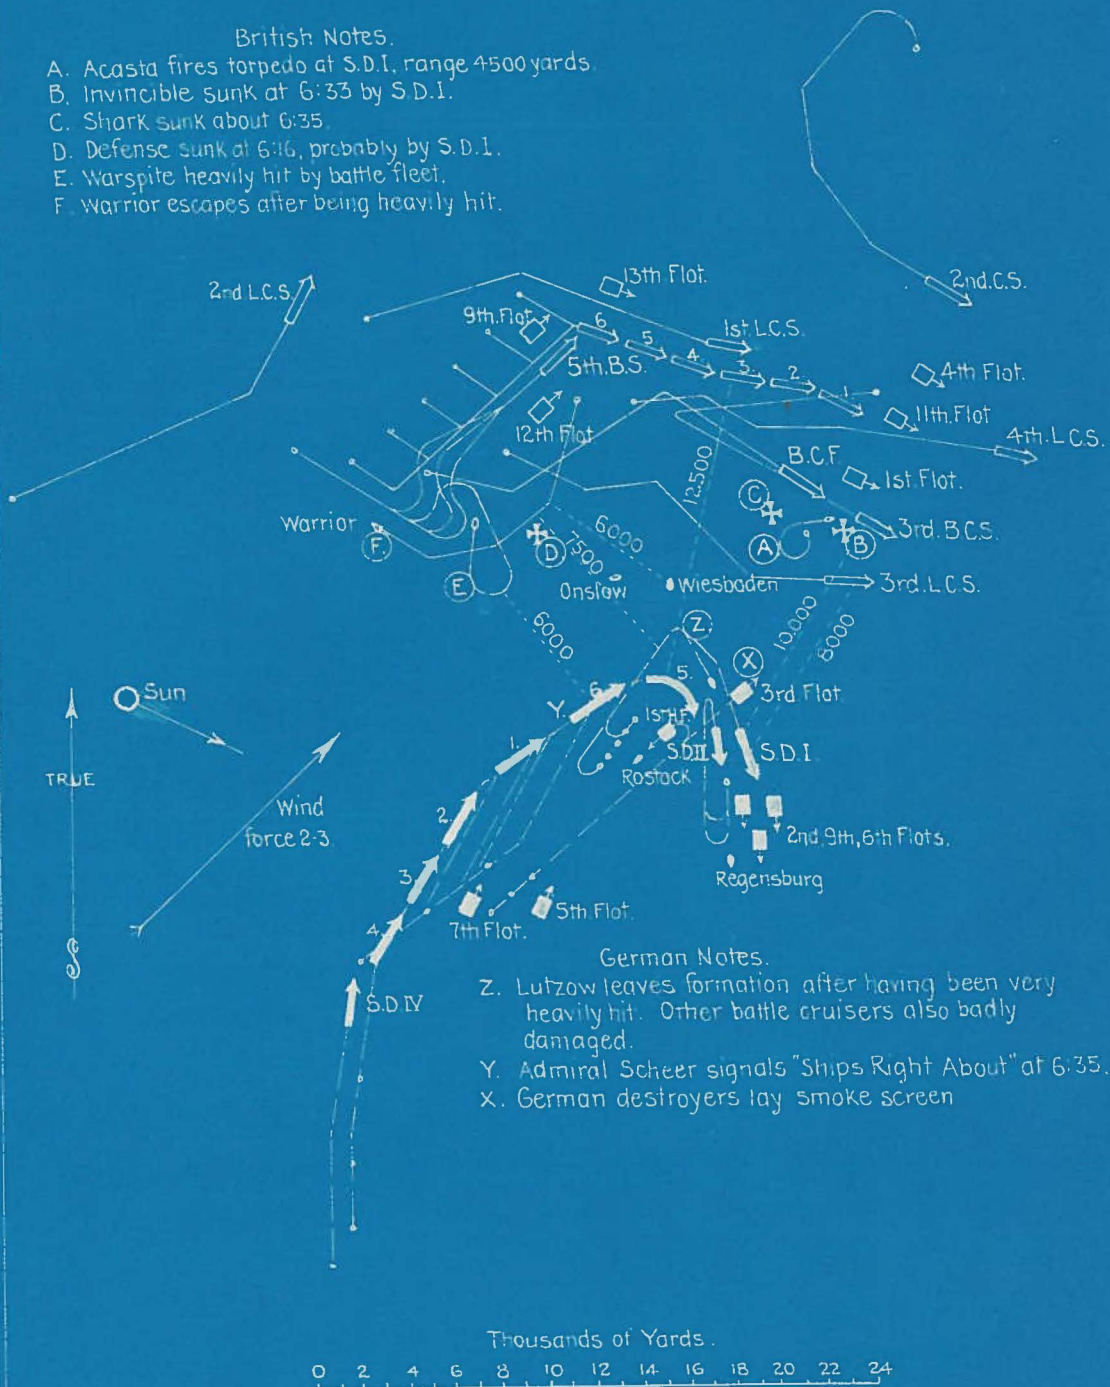 British Notes.
A. Acasta fires torpedo at S.D.I, range 4500 yards.
B. Invincible sunk at 6:33 by S.D.I.
C. Shark sunk about 6:35.
D. Defense sunk at 6:16, probably by S.D.I.
E. Warspite heavily hit by battle fleet.
F. Warrior escapes after being heavily hit.
2nd L.C.S.
13th Flot.
2nd.C.S.
9th.Flot
6
1st.L.C.S.
5
5th.B.S.
4.
3.
2.
1.
4th.Flot.
11th.Flot
12th Flot
4th.L.C.S.
B.C.F.
1st.Flot.
12,500
C
Warrior
F.
6000
3rd.B.C.S.
D
7500
A
B
E
Onslow
Wiesbaden
3rd.L.C.S.
6000
Z.
10,000
8000
X
5.
3rd.Flot
Sun
6.
Y.
1st.H.F.
1.
S.D.II
S.D.I
TRUE
Rostock
Wind
force 2-3
2.
2nd,9th,6th Flots.
3.
Regensburg
4.
7th Flot.
5th.Flot.
S.D.IV
German Notes.
Z. Lutzow leaves formation after having been very
heavily hit. Other battle cruisers also badly
damaged.
Y. Admiral Scheer signals "Ships Right About" at 6:35.
X. German destroyers lay smoke screen
Thousands of Yards.
0 2 4 6 8 10 12 14 16 18 20 22 24